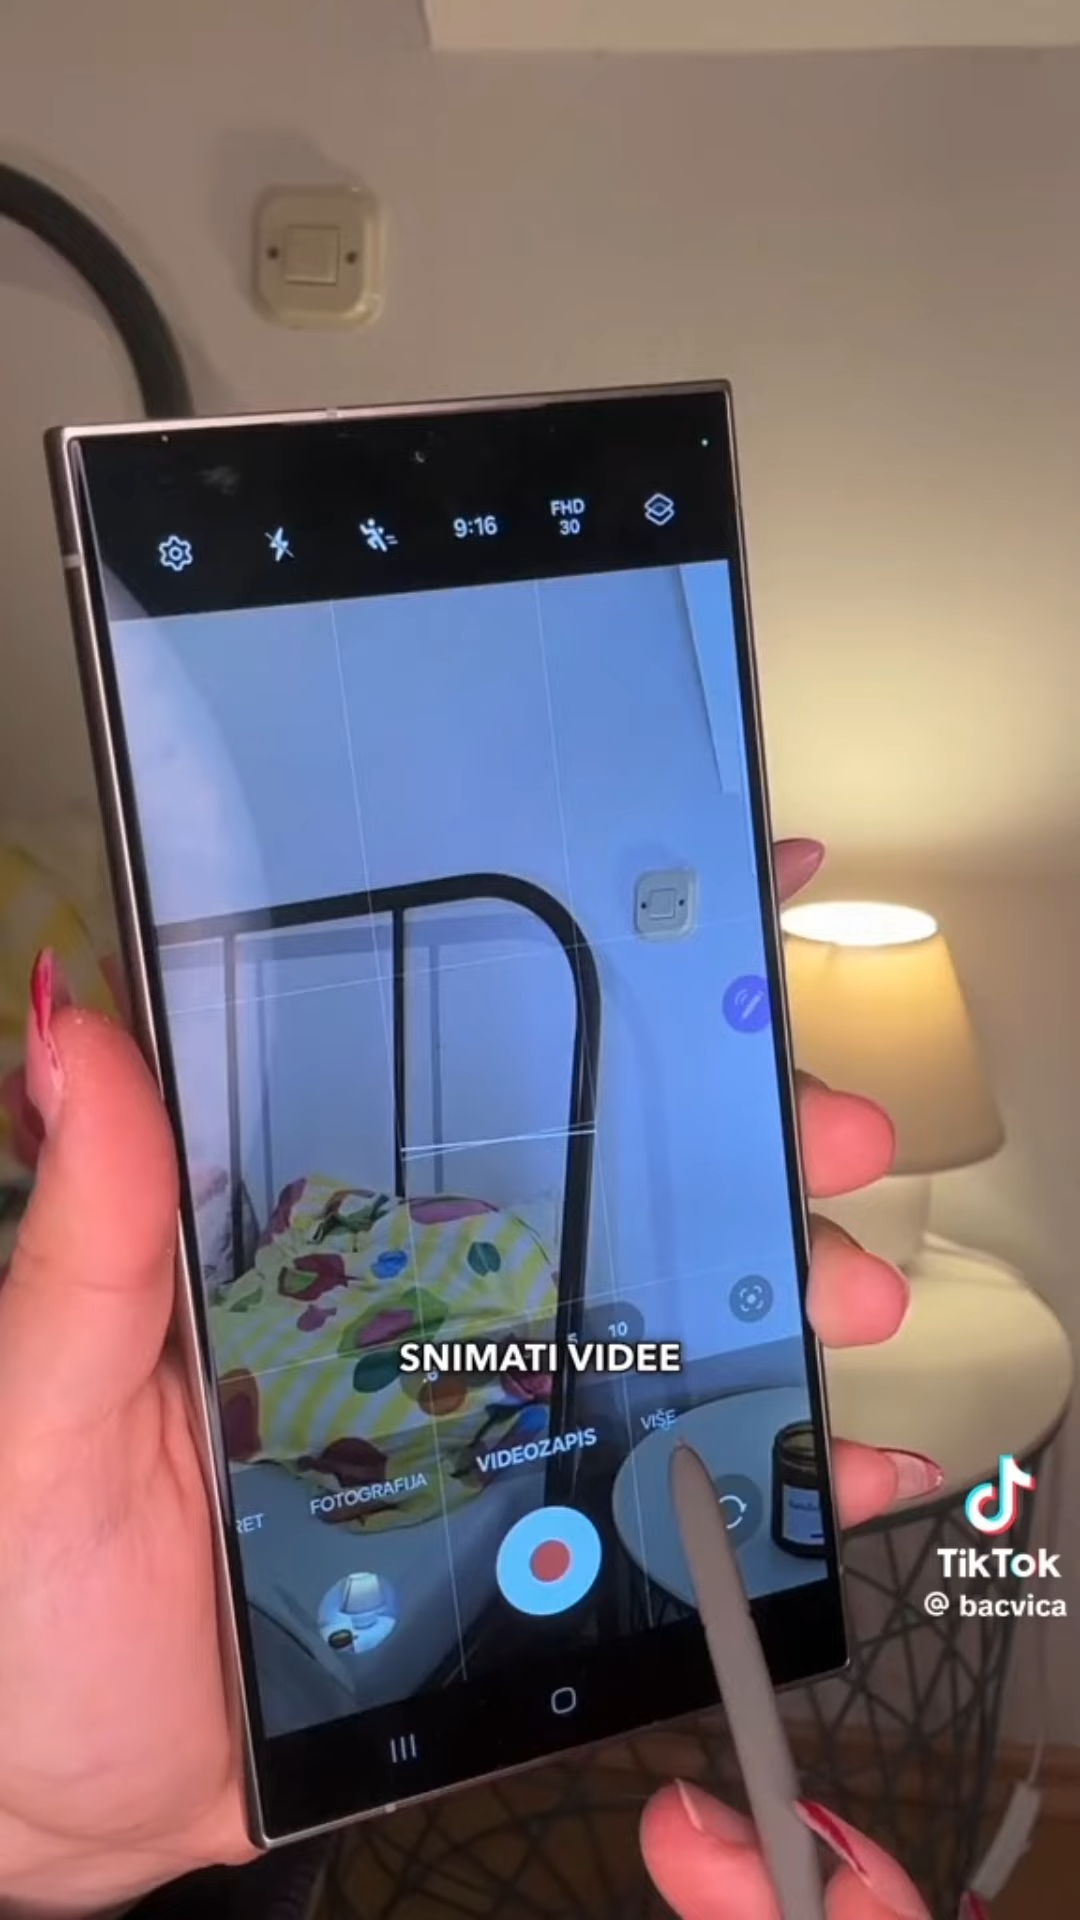 9:16
FHD
30
10
SNIMATI VIDEE
VIŠE
VIDEOZAPIS
FOTOGRAFIJA
RET
TikTok
@ bacvica